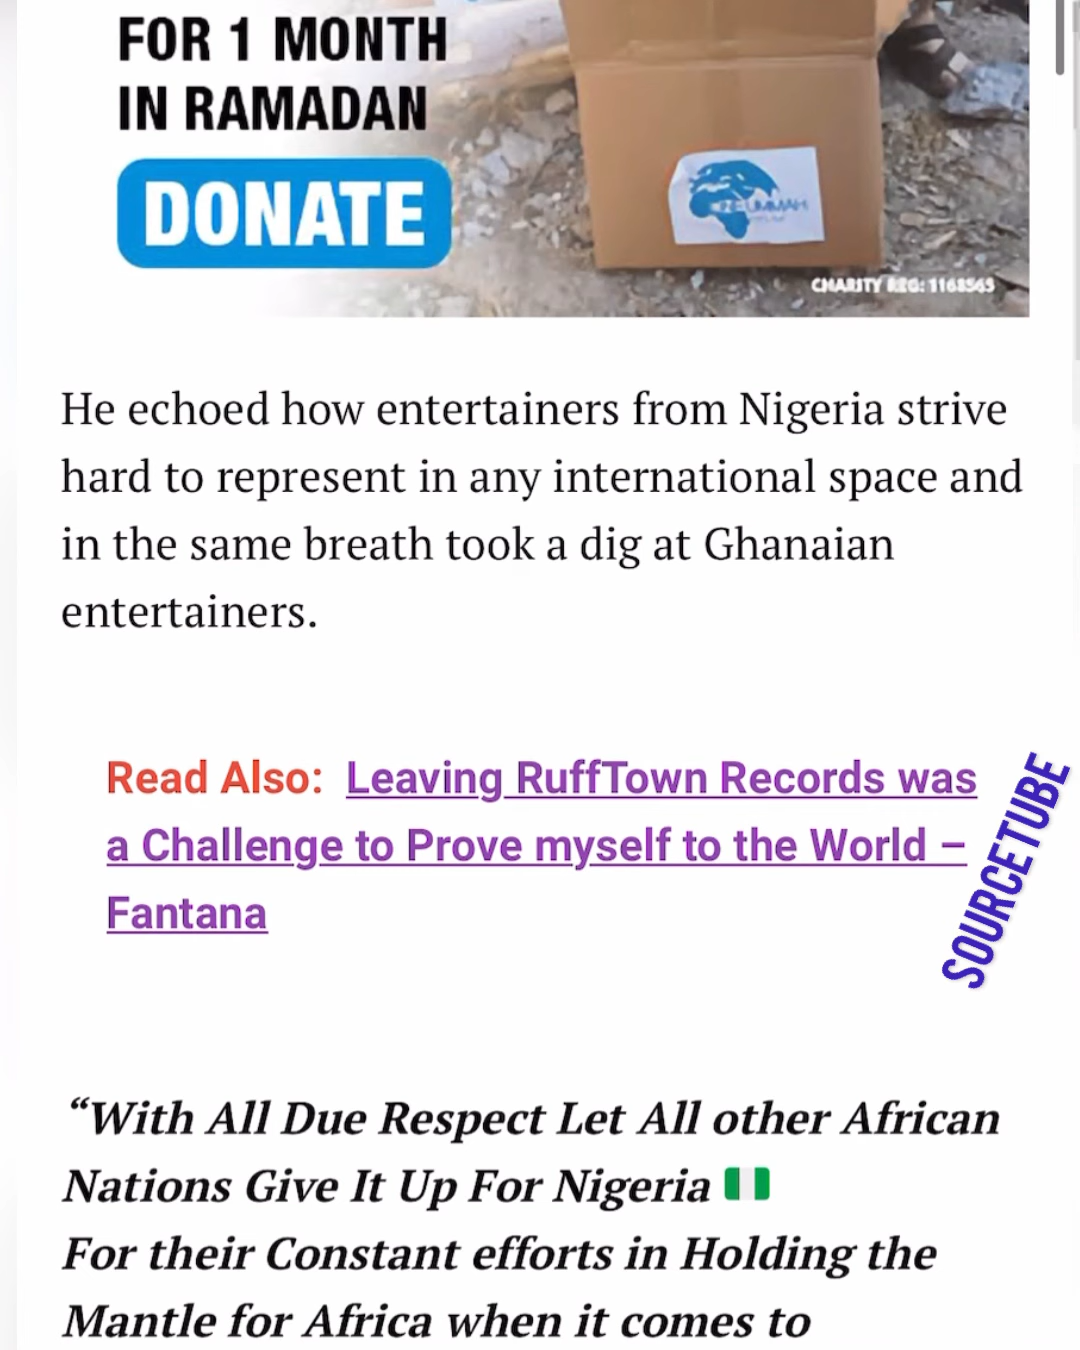 FOR 1 MONTH
IN RAMADAN
DONATE
UMMAH
CHARITY REG: 1168565
He echoed how entertainers from Nigeria strive
hard to represent in any international space and
in the same breath took a dig at Ghanaian
entertainers.
Read Also: Leaving RuffTown Records was
a Challenge to Prove myself to the World –
Fantana
SOURCETUBE
“With All Due Respect Let All other African
Nations Give It Up For Nigeria 🇳🇬
For their Constant efforts in Holding the
Mantle for Africa when it comes to